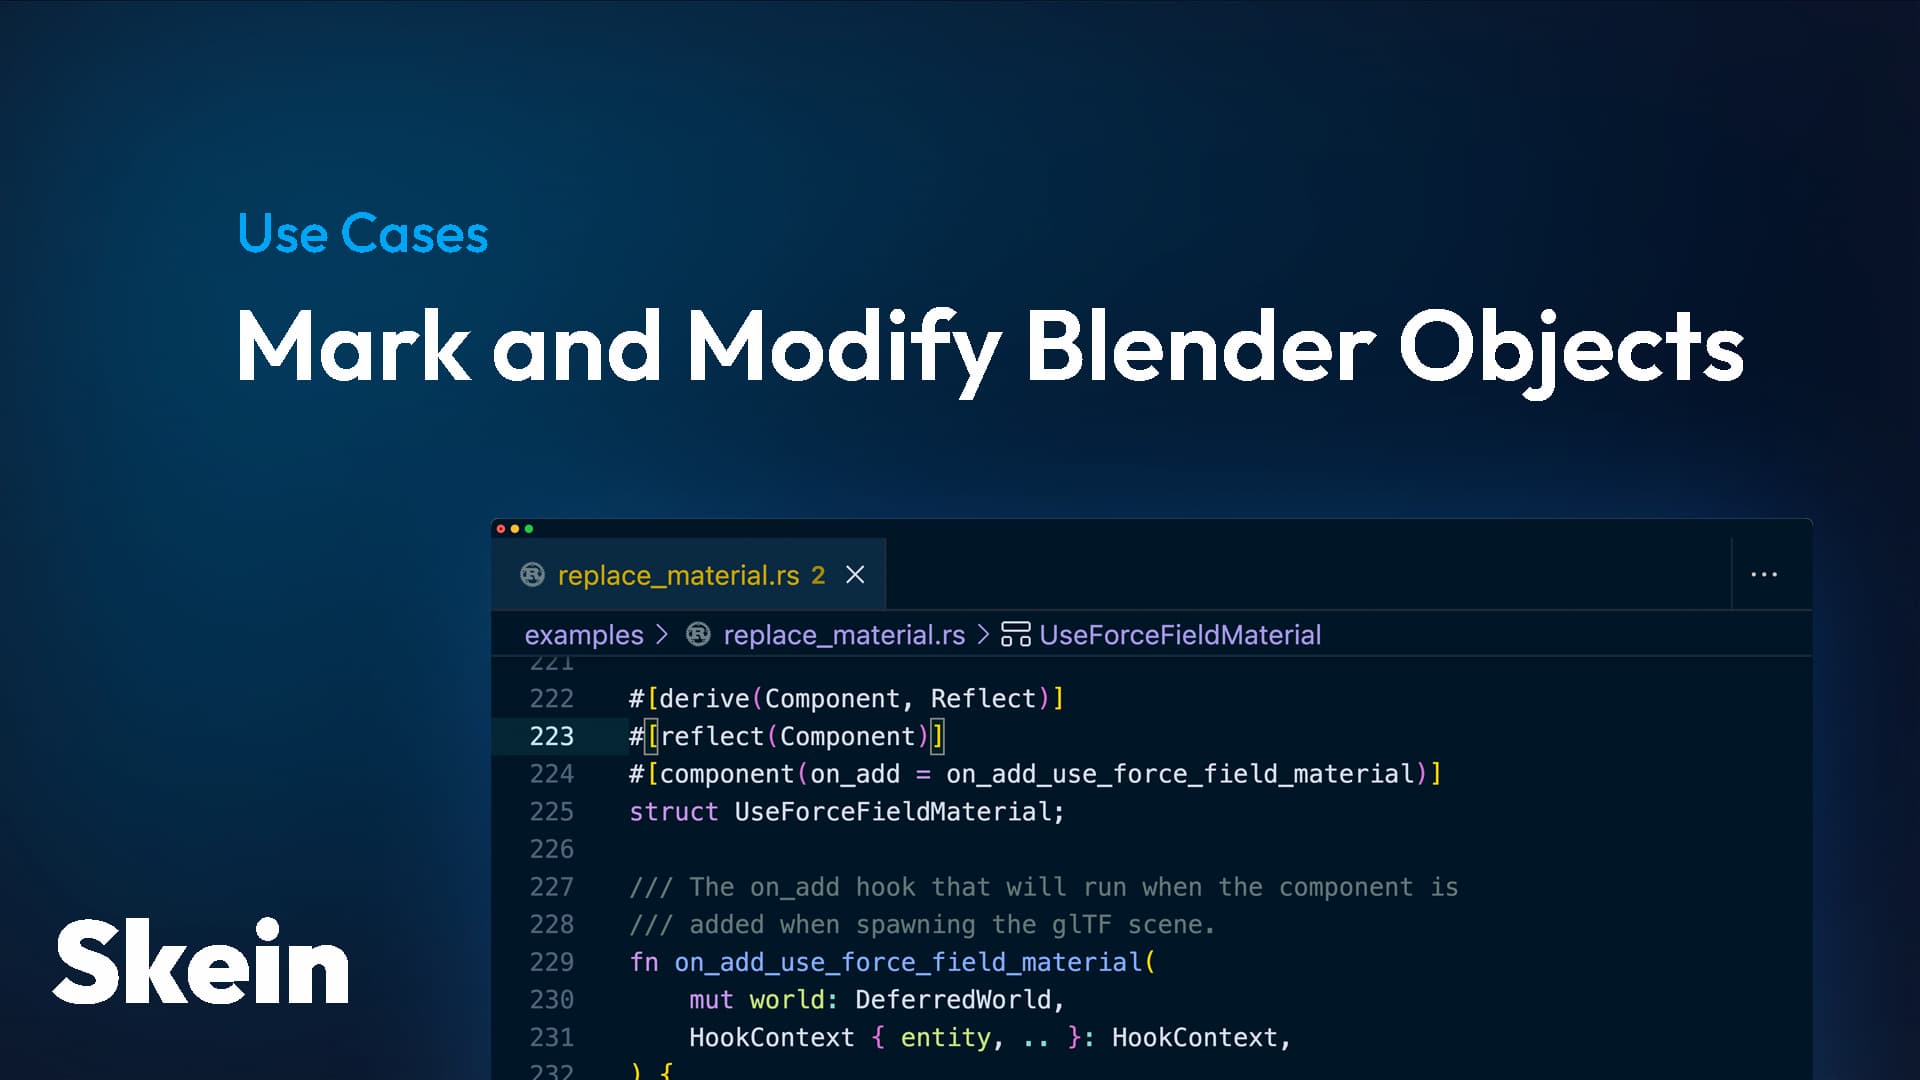 Use Cases
Mark and Modify Blender Objects
replace_material.rs 2
examples > replace_material.rs > UseForceFieldMaterial
221
222 #[derive(Component, Reflect)]
223 #[reflect(Component)]
224 #[component(on_add = on_add_use_force_field_material)]
225 struct UseForceFieldMaterial;
226
227 /// The on_add hook that will run when the component is
228 /// added when spawning the glTF scene.
229 fn on_add_use_force_field_material(
230 mut world: DeferredWorld,
231 HookContext { entity, .. }: HookContext,
232 ) {
Skein